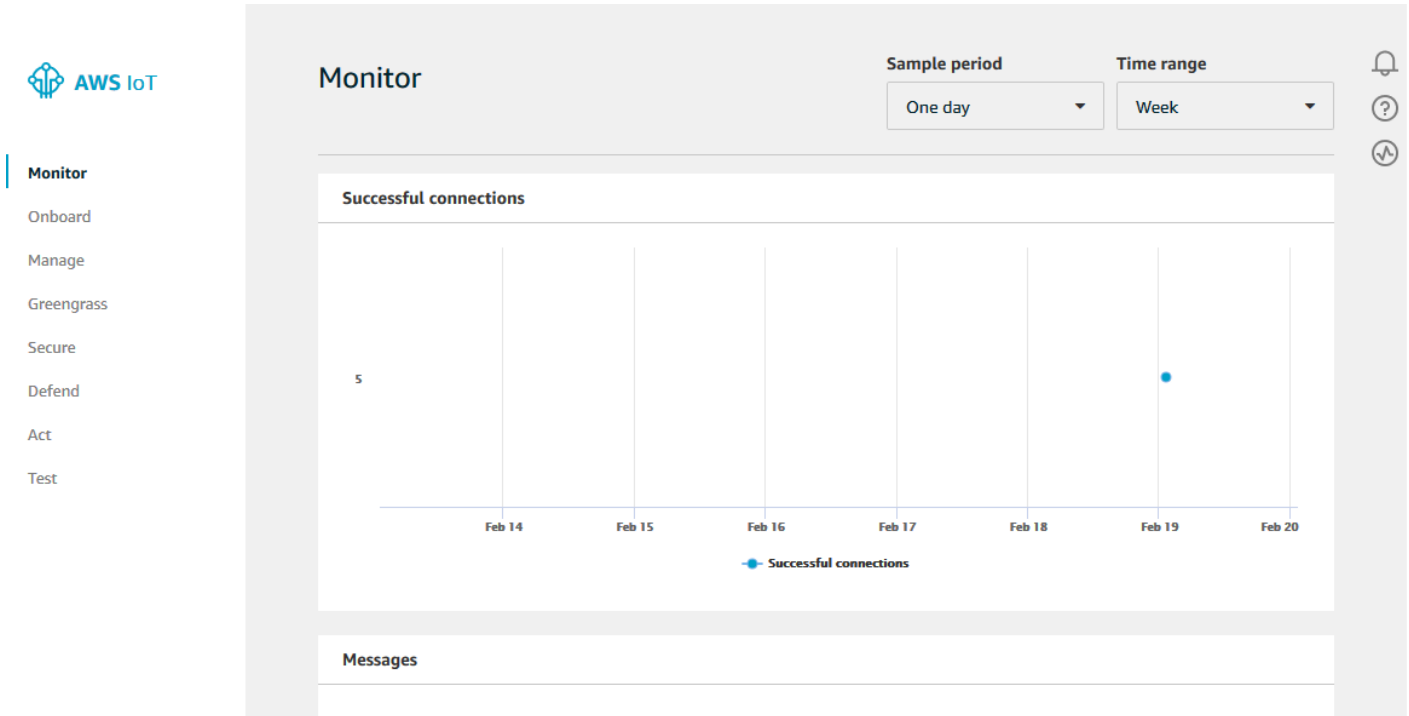 AWS IoT
Monitor
Onboard
Manage
Greengrass
Secure
Defend
Act
Test
Monitor
Sample period
One day
Time range
Week
Successful connections
5
Feb 14 Feb 15 Feb 16 Feb 17 Feb 18 Feb 19 Feb 20
Successful connections
Messages